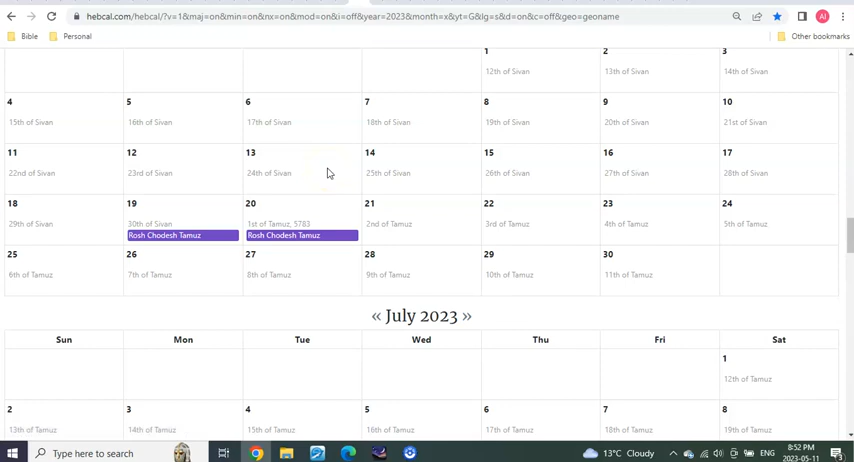 hebcal.com/hebcal/?v=1&maj=on&min=on&nx=on&mod=on&i=off&year=2023&month=x&yt=G&lg=s&d=on&c=off&geo=geoname
AI
Bible Personal Other bookmarks
1 2 3
12th of Sivan 13th of Sivan 14th of Sivan
4 5 6 7 8 9 10
15th of Sivan 16th of Sivan 17th of Sivan 18th of Sivan 19th of Sivan 20th of Sivan 21st of Sivan
11 12 13 14 15 16 17
22nd of Sivan 23rd of Sivan 24th of Sivan 25th of Sivan 26th of Sivan 27th of Sivan 28th of Sivan
18 19 20 21 22 23 24
29th of Sivan 30th of Sivan 1st of Tamuz, 5783 2nd of Tamuz 3rd of Tamuz 4th of Tamuz 5th of Tamuz
Rosh Chodesh Tamuz Rosh Chodesh Tamuz
25 26 27 28 29 30
6th of Tamuz 7th of Tamuz 8th of Tamuz 9th of Tamuz 10th of Tamuz 11th of Tamuz
« July 2023 »
Sun Mon Tue Wed Thu Fri Sat
1
12th of Tamuz
2 3 4 5 6 7 8
13th of Tamuz 14th of Tamuz 15th of Tamuz 16th of Tamuz 17th of Tamuz 18th of Tamuz 19th of Tamuz
Type here to search 13°C Cloudy ENG 8:52 PM
2023-05-11
3